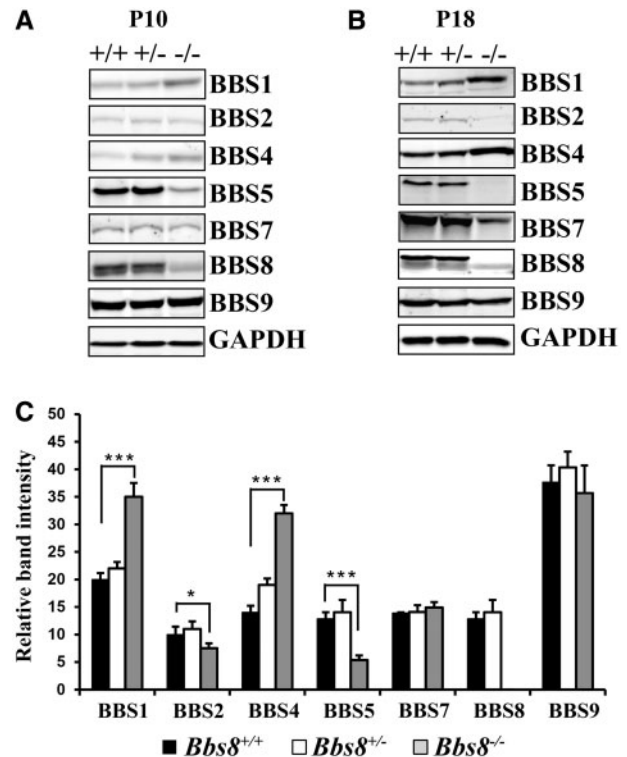 A P10
+/+ +/- -/-
BBS1
BBS2
BBS4
BBS5
BBS7
BBS8
BBS9
GAPDH
B P18
+/+ +/- -/-
BBS1
BBS2
BBS4
BBS5
BBS7
BBS8
BBS9
GAPDH
C
Relative band intensity
50
45
40
35
30
25
20
15
10
5
0
***
*
***
***
BBS1 BBS2 BBS4 BBS5 BBS7 BBS8 BBS9
Bbs8+/+ Bbs8+/- Bbs8-/-